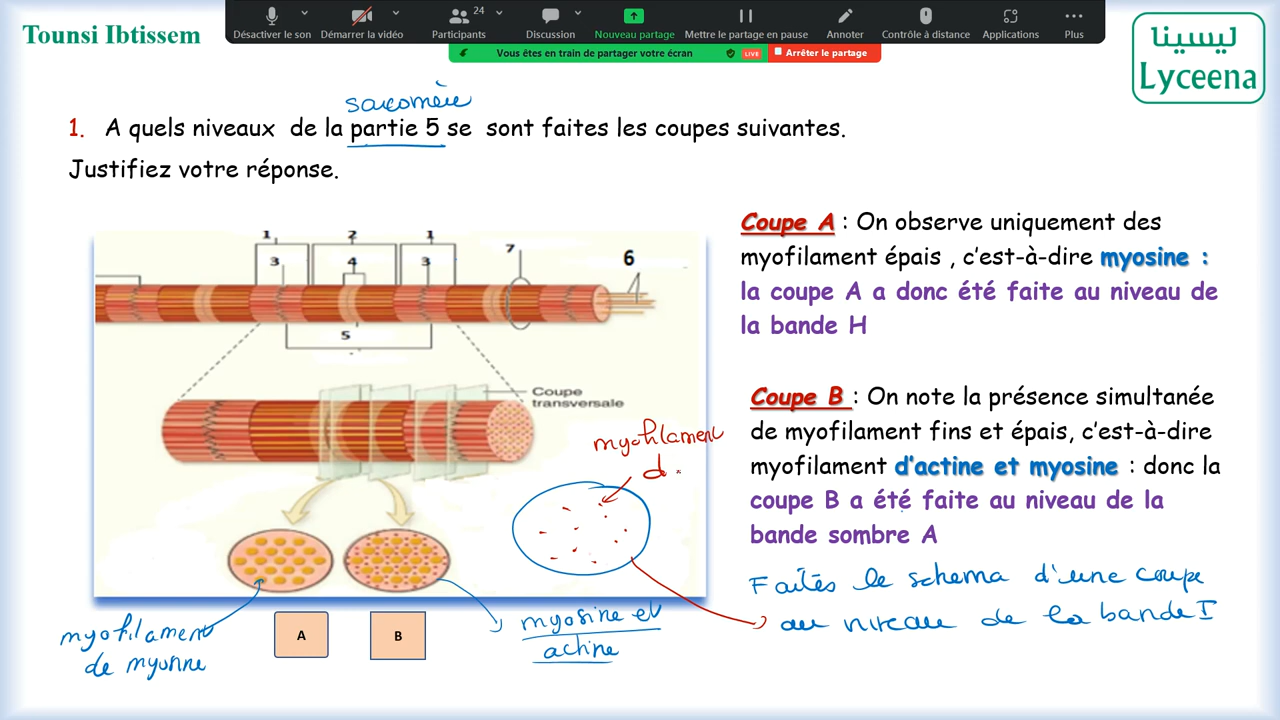 Tounsi Ibtissem
Désactiver le son
Démarrer la vidéo
24
Participants
Discussion
Nouveau partage
Mettre le partage en pause
Annoter
Contrôle à distance
Applications
Plus
Vous êtes en train de partager votre écran
LIVE
Arrêter le partage
ليسينا
Lyceena
sarcomère
1. A quels niveaux de la partie 5 se sont faites les coupes suivantes.
Justifiez votre réponse.
Coupe A : On observe uniquement des
myofilament épais , c’est-à-dire myosine :
la coupe A a donc été faite au niveau de
la bande H
Coupe B : On note la présence simultanée
de myofilament fins et épais, c’est-à-dire
myofilament d’actine et myosine : donc la
coupe B a été faite au niveau de la
bande sombre A
Faites le schema d'une coupe
au niveau de la bande I
1 2 1
3 4 3
7
6
5
Coupe
transversale
myofilament
d
A
B
myofilament
de myosine
myosine et
actine